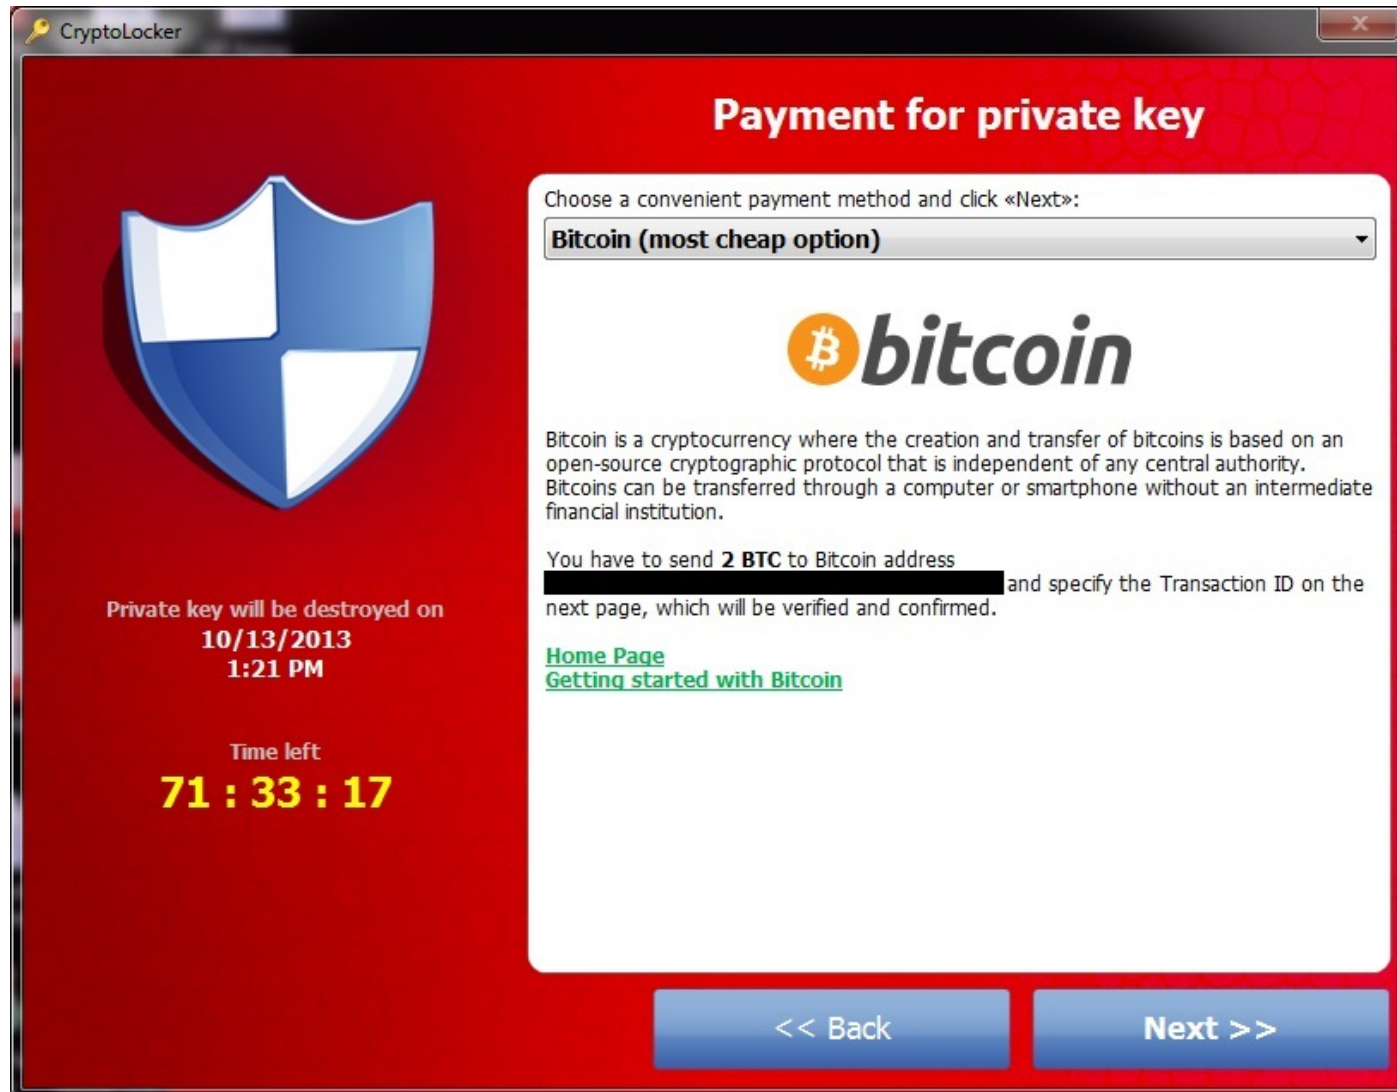 CryptoLocker
Payment for private key
Choose a convenient payment method and click «Next»:
Bitcoin (most cheap option)
bitcoin
Bitcoin is a cryptocurrency where the creation and transfer of bitcoins is based on an
open-source cryptographic protocol that is independent of any central authority.
Bitcoins can be transferred through a computer or smartphone without an intermediate
financial institution.
You have to send 2 BTC to Bitcoin address
and specify the Transaction ID on the
next page, which will be verified and confirmed.
Home Page
Getting started with Bitcoin
Private key will be destroyed on
10/13/2013
1:21 PM
Time left
71 : 33 : 17
<< Back
Next >>